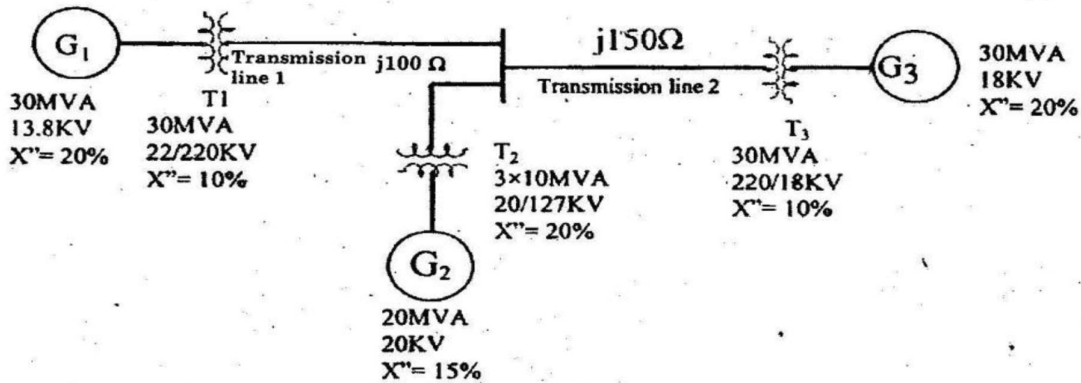 G1
30MVA
13.8KV
X”= 20%
T1
30MVA
22/220KV
X”= 10%
Transmission
line 1
j100 Ω
j150Ω
Transmission line 2
T2
3×10MVA
20/127KV
X”= 20%
G2
20MVA
20KV
X”= 15%
T3
30MVA
220/18KV
X”= 10%
G3
30MVA
18KV
X”= 20%